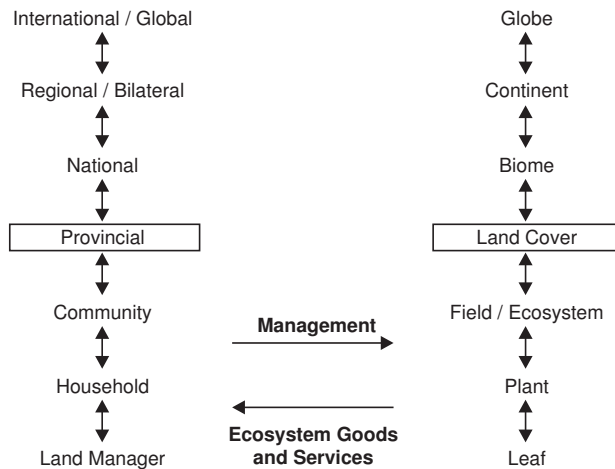 International / Global
Regional / Bilateral
National
Provincial
Community
Household
Land Manager
Management
Ecosystem Goods
and Services
Globe
Continent
Biome
Land Cover
Field / Ecosystem
Plant
Leaf